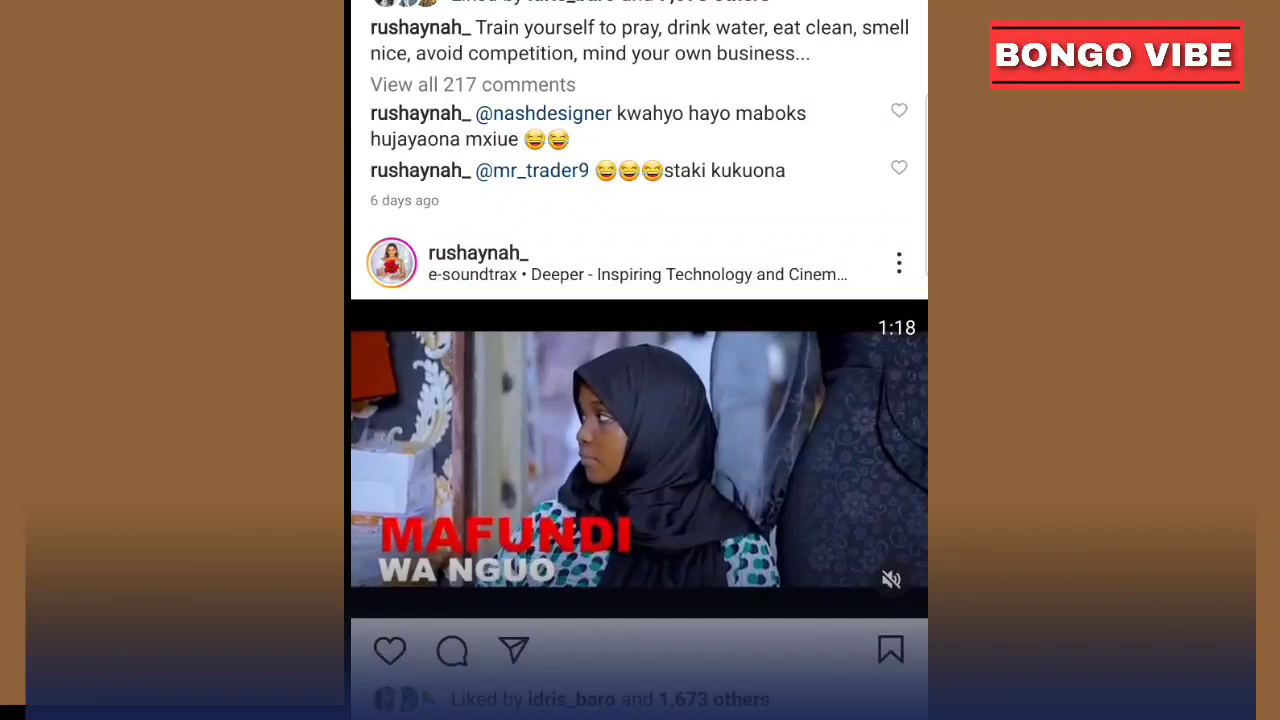 rushaynah_ Train yourself to pray, drink water, eat clean, smell
nice, avoid competition, mind your own business...
View all 217 comments
rushaynah_ @nashdesigner kwahyo hayo maboks
hujayaona mxiue 😂😂
rushaynah_ @mr_trader9 😂😂😂staki kukuona
6 days ago
rushaynah_
e-soundtrax • Deeper - Inspiring Technology and Cinem...
1:18
MAFUNDI
WA NGUO
Liked by idris_baro and 1,673 others
BONGO VIBE